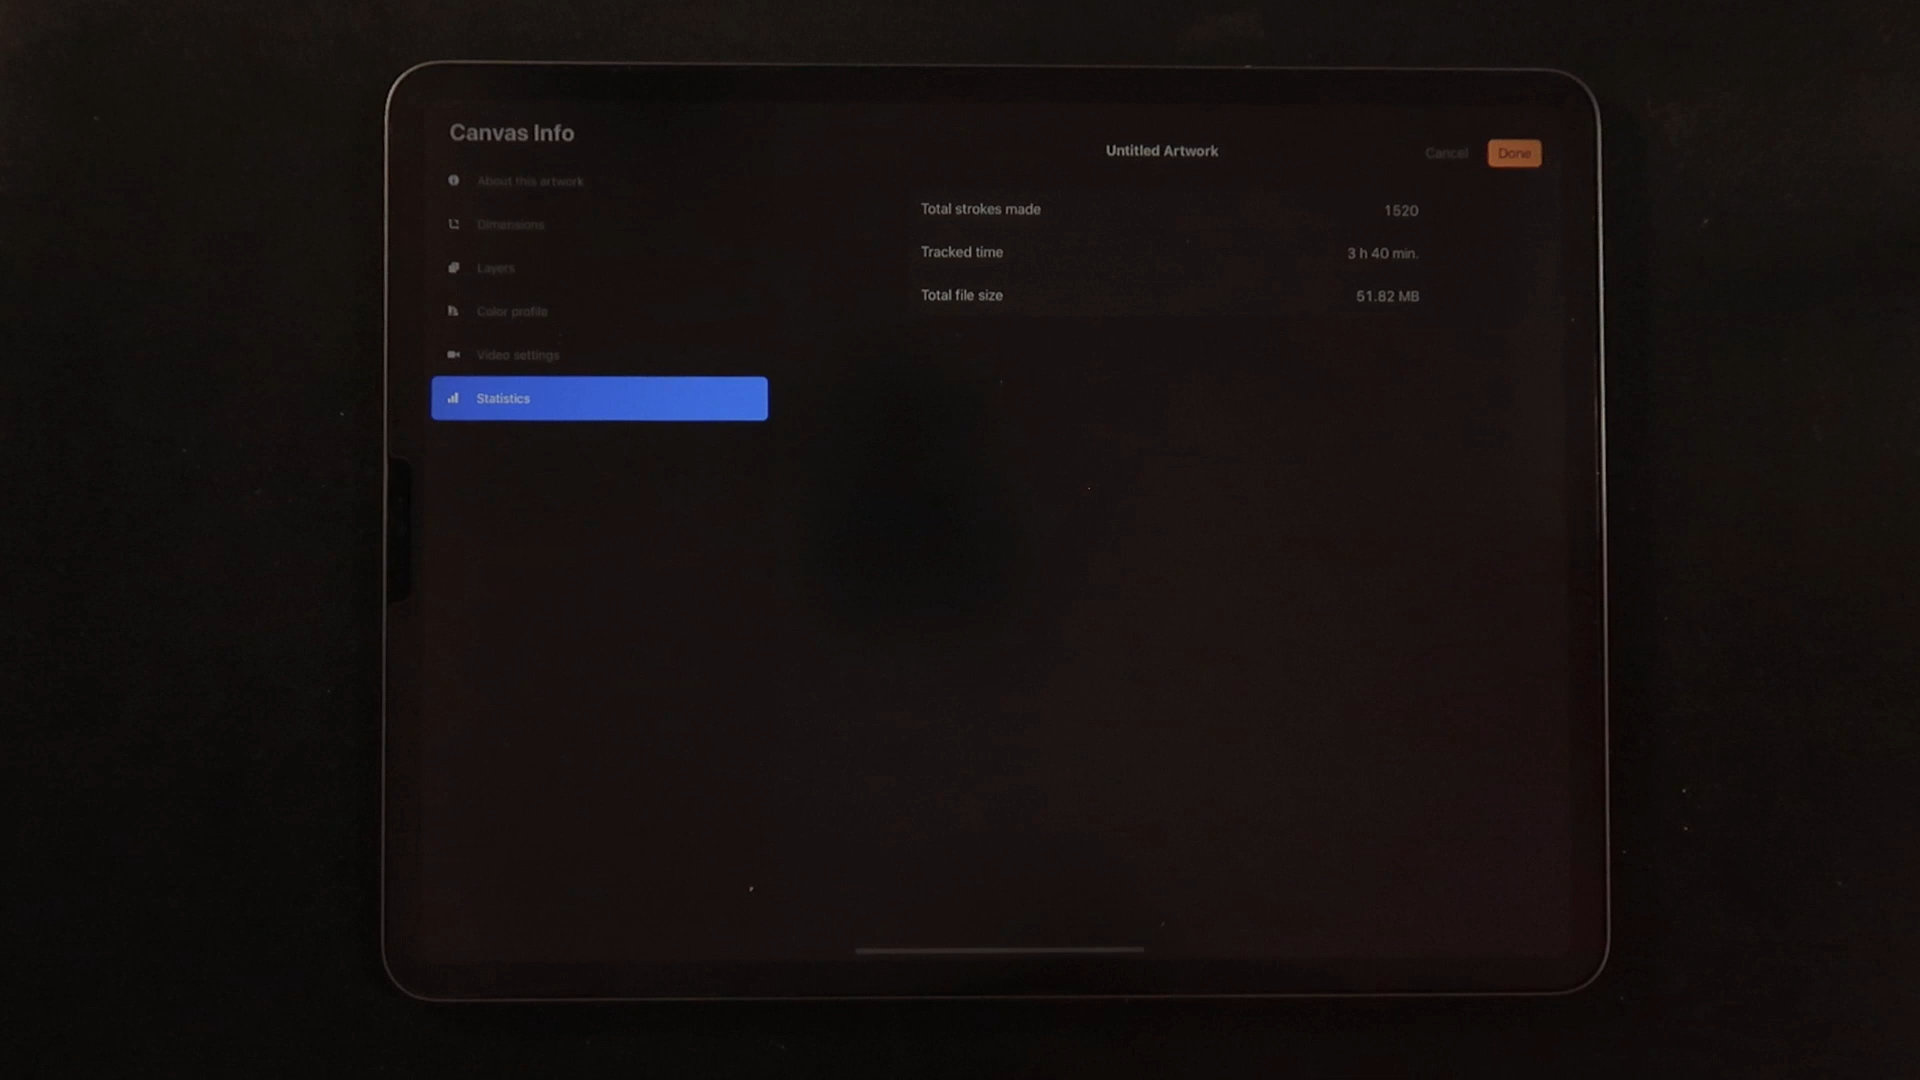 Canvas Info
About this artwork
Dimensions
Layers
Color profile
Video settings
Statistics
Untitled Artwork
Cancel
Done
Total strokes made 1520
Tracked time 3 h 40 min.
Total file size 51.82 MB